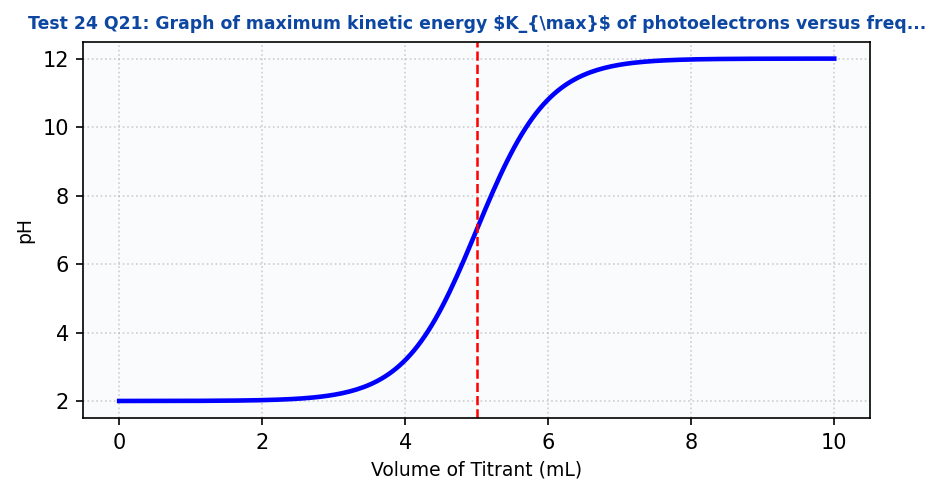 Test 24 Q21: Graph of maximum kinetic energy $K_{\max}$ of photoelectrons versus freq...
12
10
8
6
4
2
pH
0 2 4 6 8 10
Volume of Titrant (mL)